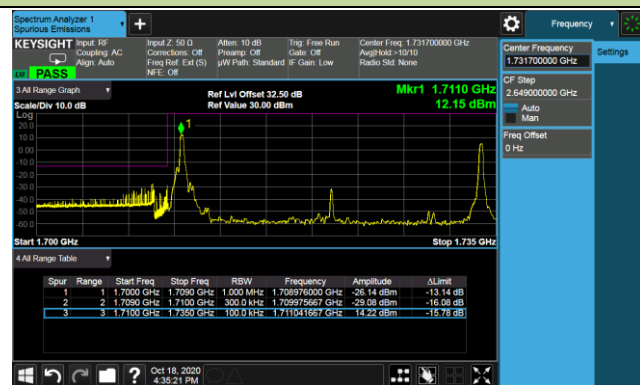 Spectrum Analyzer 1
Spurious Emissions
Frequency
KEYSIGHT
Input: RF
Coupling: AC
Align: Auto
Input Z: 50 Ω
Corrections: Off
Freq Ref: Ext (S)
NFE: Off
Atten: 10 dB
Preamp: Off
µW Path: Standard
Trig: Free Run
Gate: Off
IF Gain: Low
Center Freq: 1.731700000 GHz
Avg|Hold:>10/10
Radio Std: None
PASS
Center Frequency
1.731700000 GHz
Settings
CF Step
2.649000000 GHz
Auto
Man
Freq Offset
0 Hz
3 All Range Graph
Scale/Div 10.0 dB
Ref Lvl Offset 32.50 dB
Ref Value 30.00 dBm
Mkr1 1.7110 GHz
12.15 dBm
Log
1
20.0
10.0
0.00
-10.0
-20.0
-30.0
-40.0
-50.0
-60.0
Start 1.700 GHz
Stop 1.735 GHz
4 All Range Table
Spur Range Start Freq Stop Freq RBW Frequency Amplitude ΔLimit
1 1 1.7000 GHz 1.7090 GHz 1.000 MHz 1.708976000 GHz -26.14 dBm -13.14 dB
2 2 1.7090 GHz 1.7100 GHz 300.0 kHz 1.709975667 GHz -29.08 dBm -16.08 dB
3 3 1.7100 GHz 1.7350 GHz 100.0 kHz 1.711041667 GHz 14.22 dBm -15.78 dB
Oct 18, 2020
4:35:21 PM